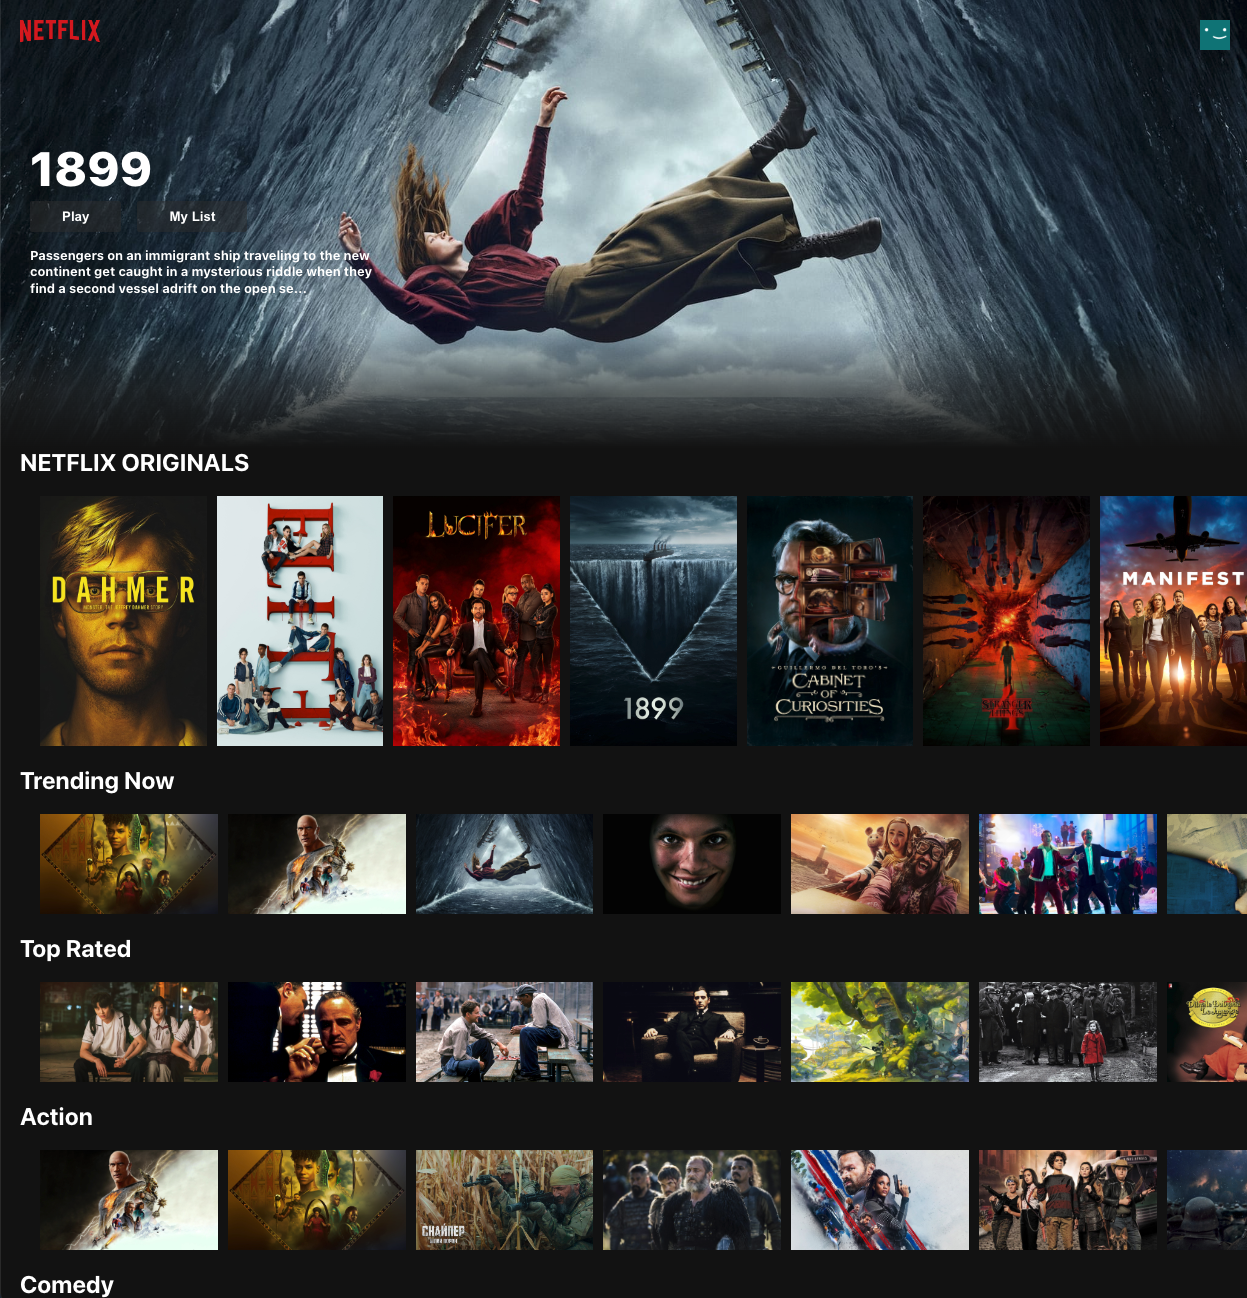 NETFLIX
1899
Play
My List
Passengers on an immigrant ship traveling to the new
continent get caught in a mysterious riddle when they
find a second vessel adrift on the open se...
NETFLIX ORIGINALS
DAHMER
MONSTER: THE JEFFREY DAHMER STORY
ELITE
LUCIFER
1899
GUILLERMO DEL TORO'S
CABINET
OF
CURIOSITIES
STRANGER
THINGS
4
MANIFEST
Trending Now
Top Rated
Action
СНАЙПЕР
Comedy